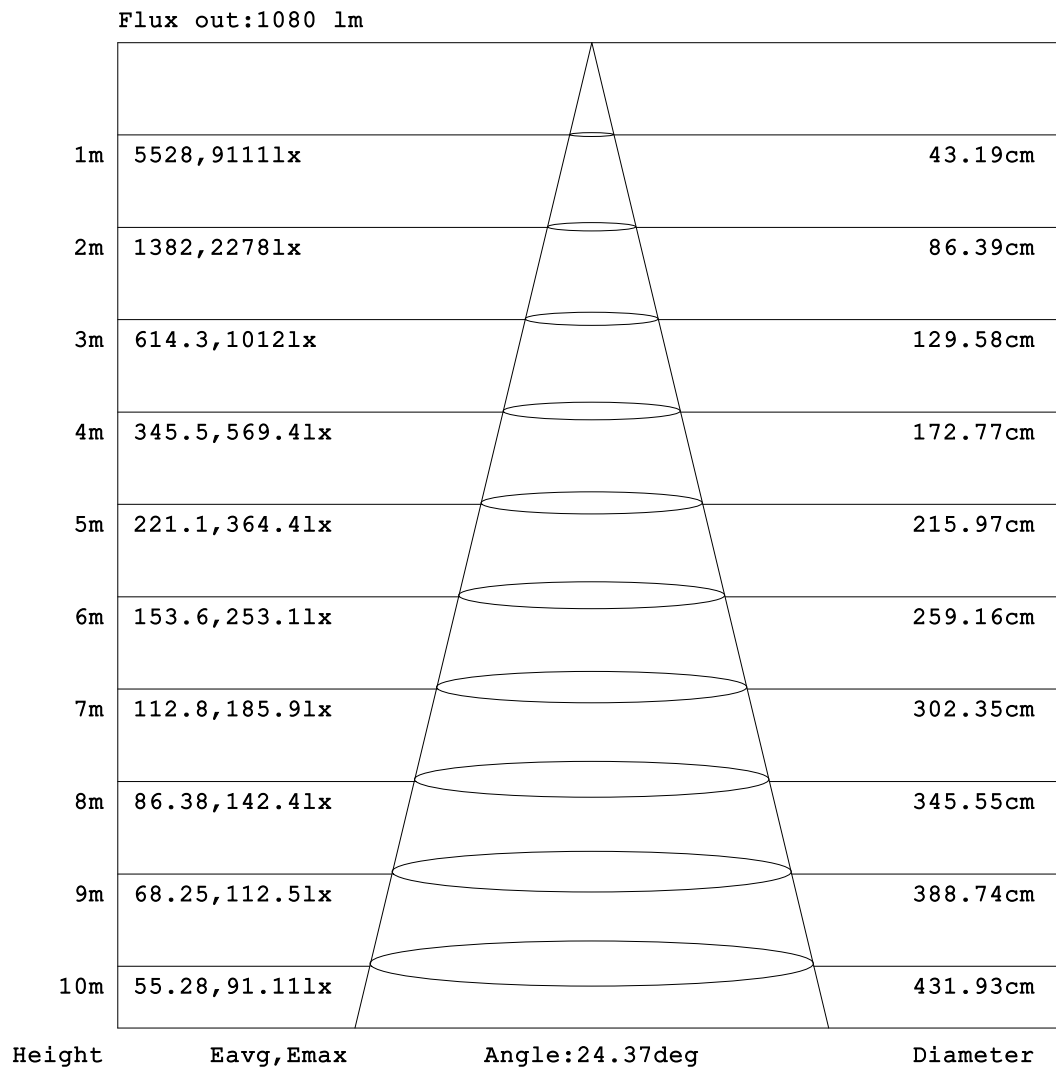 Flux out:1080 lm
1m 5528,9111lx 43.19cm
2m 1382,2278lx 86.39cm
3m 614.3,1012lx 129.58cm
4m 345.5,569.4lx 172.77cm
5m 221.1,364.4lx 215.97cm
6m 153.6,253.1lx 259.16cm
7m 112.8,185.9lx 302.35cm
8m 86.38,142.4lx 345.55cm
9m 68.25,112.5lx 388.74cm
10m 55.28,91.11lx 431.93cm
Height Eavg,Emax Angle:24.37deg Diameter